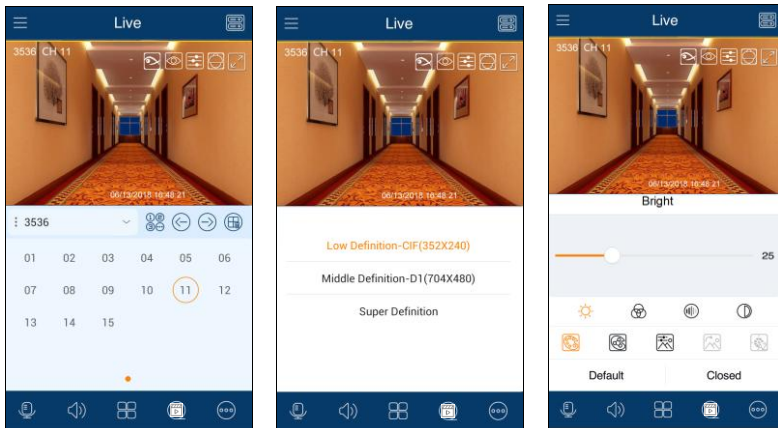 Live
3536 CH 11
06/13/2018 16:48:21
3536
01 02 03 04 05 06
07 08 09 10 11 12
13 14 15
Live
3536 CH 11
06/13/2018 16:48:21
Low Definition-CIF(352X240)
Middle Definition-D1(704X480)
Super Definition
Live
3536 CH 11
06/13/2018 16:48:21
Bright
25
Default Closed